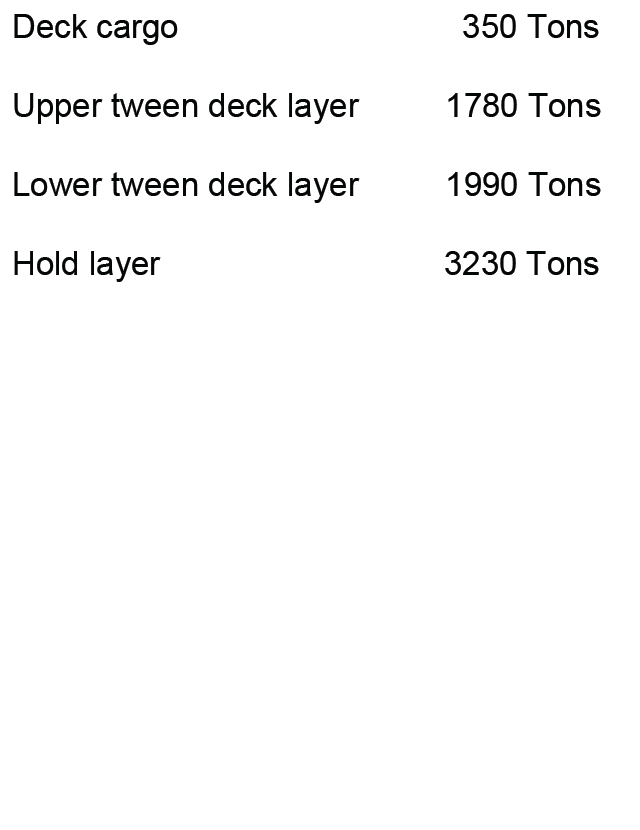 Deck cargo 350 Tons
Upper tween deck layer 1780 Tons
Lower tween deck layer 1990 Tons
Hold layer 3230 Tons